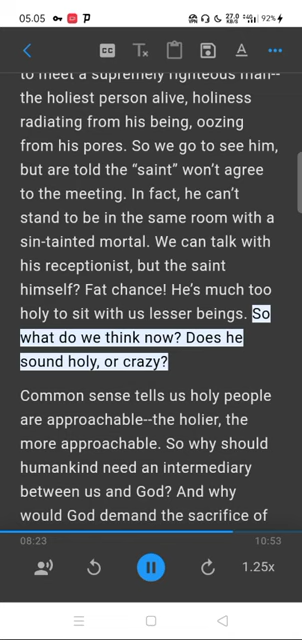 05.05 27.0 KB/S 92%
CC T A
to meet a supremely righteous man--
the holiest person alive, holiness
radiating from his being, oozing
from his pores. So we go to see him,
but are told the “saint” won’t agree
to the meeting. In fact, he can’t
stand to be in the same room with a
sin-tainted mortal. We can talk with
his receptionist, but the saint
himself? Fat chance! He’s much too
holy to sit with us lesser beings. So
what do we think now? Does he
sound holy, or crazy?
Common sense tells us holy people
are approachable--the holier, the
more approachable. So why should
humankind need an intermediary
between us and God? And why
would God demand the sacrifice of
08:23 10:53
1.25x